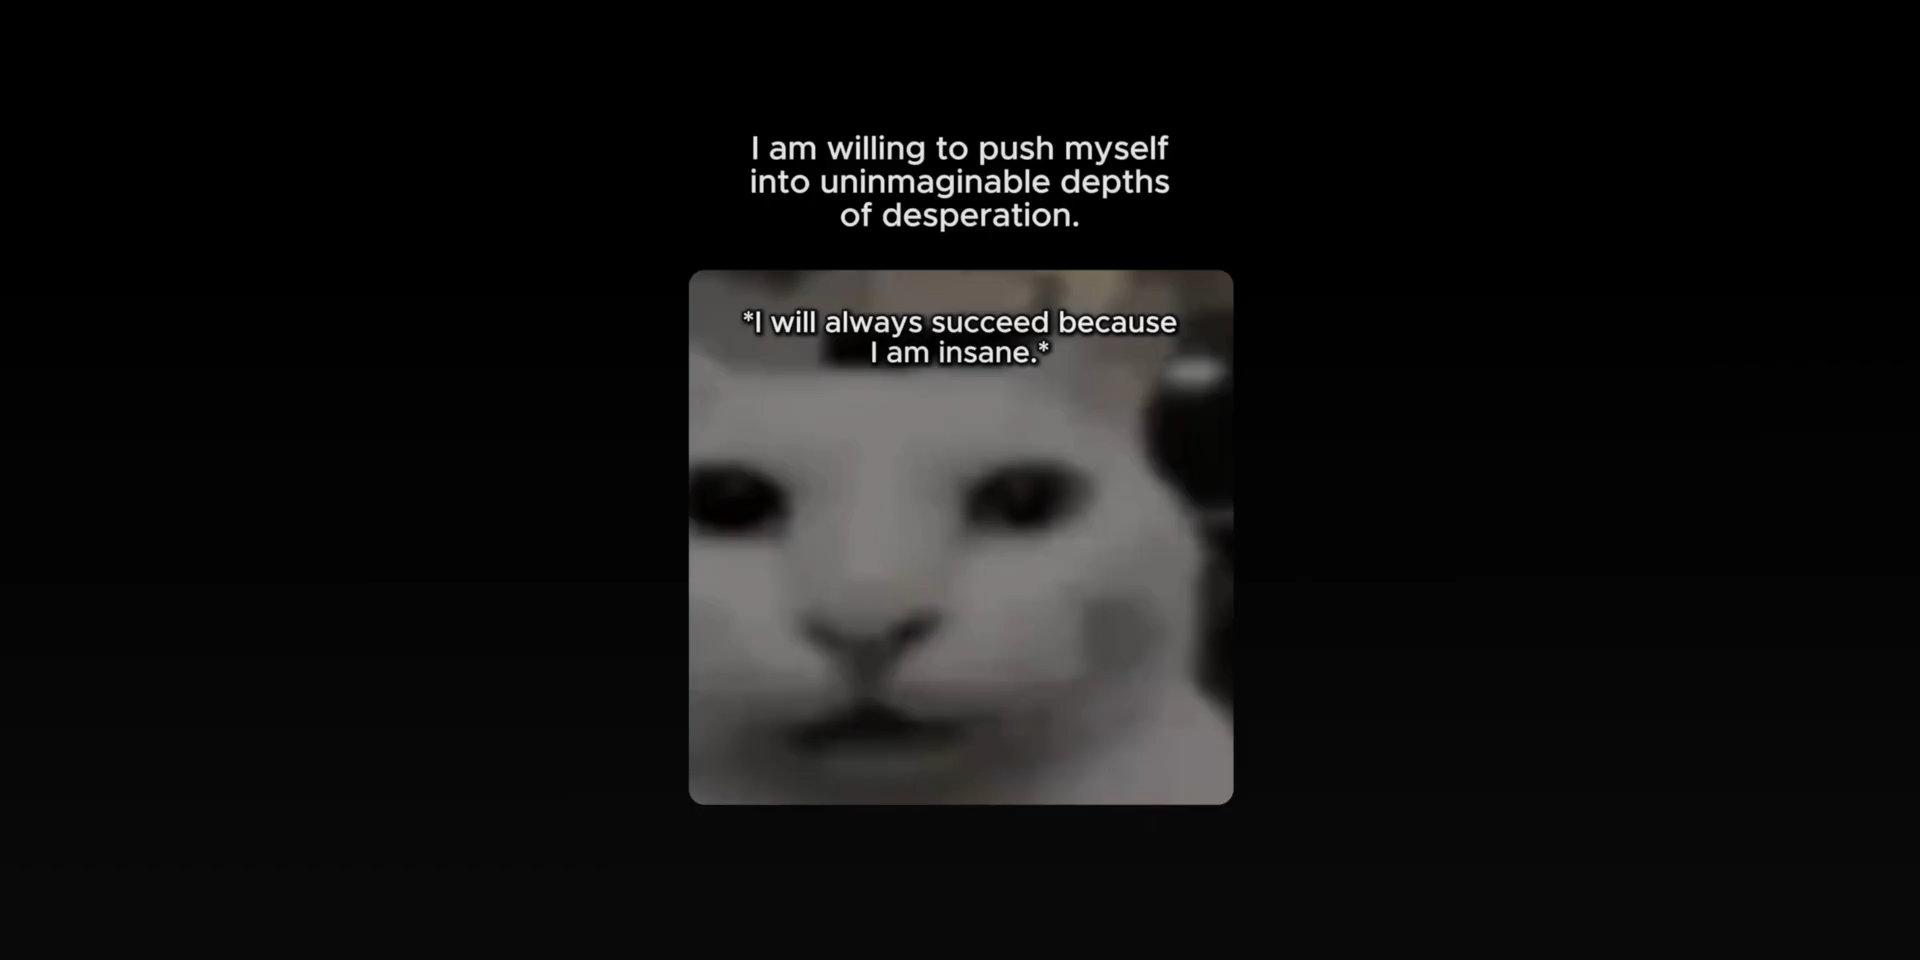 I am willing to push myself
into uninmaginable depths
of desperation.
*I will always succeed because
I am insane.*